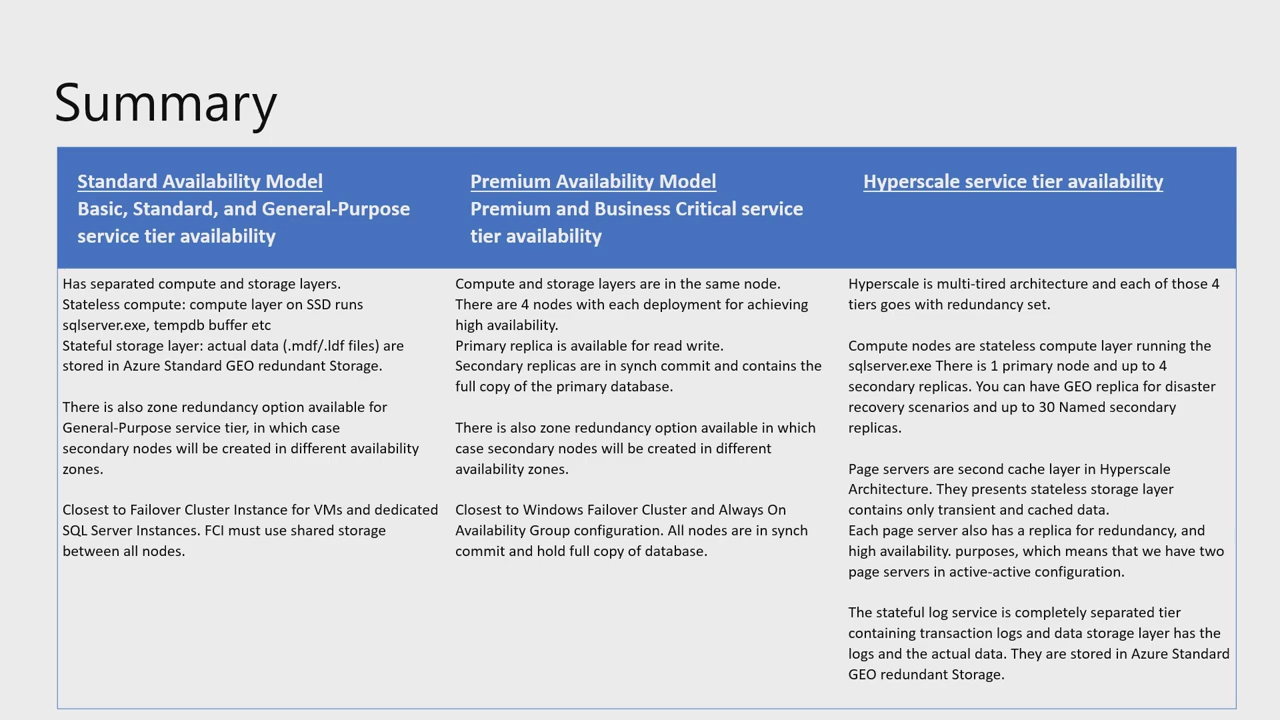 Summary
Standard Availability Model
Basic, Standard, and General-Purpose
service tier availability
Premium Availability Model
Premium and Business Critical service
tier availability
Hyperscale service tier availability
Has separated compute and storage layers.
Stateless compute: compute layer on SSD runs
sqlserver.exe, tempdb buffer etc
Stateful storage layer: actual data (.mdf/.ldf files) are
stored in Azure Standard GEO redundant Storage.
There is also zone redundancy option available for
General-Purpose service tier, in which case
secondary nodes will be created in different availability
zones.
Closest to Failover Cluster Instance for VMs and dedicated
SQL Server Instances. FCI must use shared storage
between all nodes.
Compute and storage layers are in the same node.
There are 4 nodes with each deployment for achieving
high availability.
Primary replica is available for read write.
Secondary replicas are in synch commit and contains the
full copy of the primary database.
There is also zone redundancy option available in which
case secondary nodes will be created in different
availability zones.
Closest to Windows Failover Cluster and Always On
Availability Group configuration. All nodes are in synch
commit and hold full copy of database.
Hyperscale is multi-tired architecture and each of those 4
tiers goes with redundancy set.
Compute nodes are stateless compute layer running the
sqlserver.exe There is 1 primary node and up to 4
secondary replicas. You can have GEO replica for disaster
recovery scenarios and up to 30 Named secondary
replicas.
Page servers are second cache layer in Hyperscale
Architecture. They presents stateless storage layer
contains only transient and cached data.
Each page server also has a replica for redundancy, and
high availability. purposes, which means that we have two
page servers in active-active configuration.
The stateful log service is completely separated tier
containing transaction logs and data storage layer has the
logs and the actual data. They are stored in Azure Standard
GEO redundant Storage.